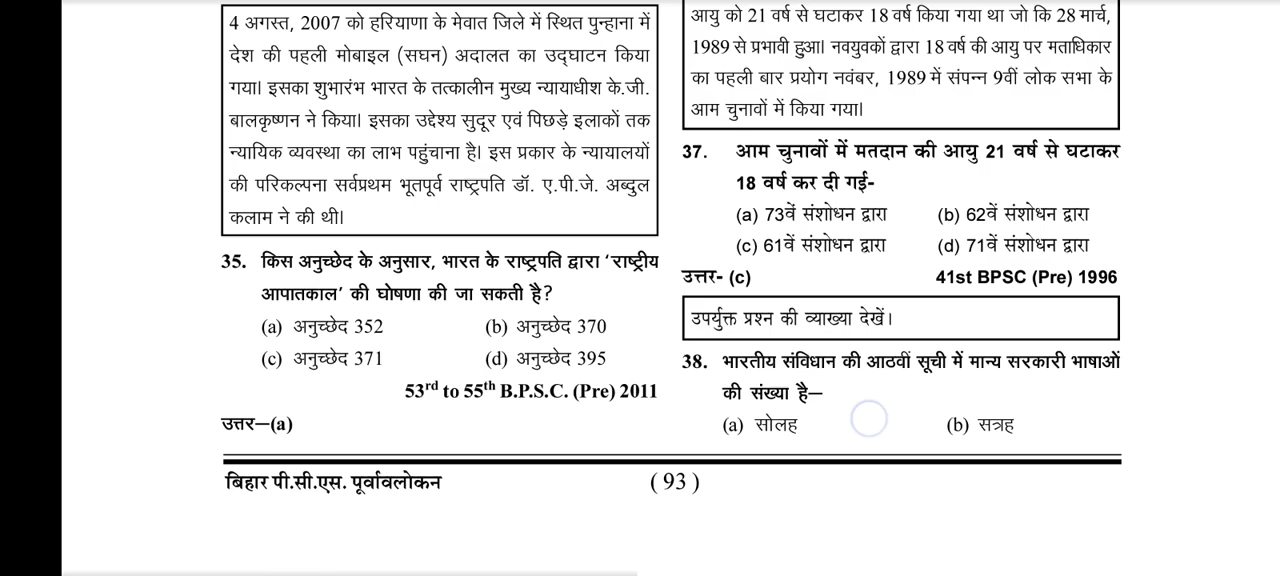 4 अगस्त, 2007 को हरियाणा के मेवात जिले में स्थित पुन्हाना में
देश की पहली मोबाइल (सघन) अदालत का उद्घाटन किया
गया। इसका शुभारंभ भारत के तत्कालीन मुख्य न्यायाधीश के.जी.
बालकृष्णन ने किया। इसका उद्देश्य सुदूर एवं पिछड़े इलाकों तक
न्यायिक व्यवस्था का लाभ पहुंचाना है। इस प्रकार के न्यायालयों
की परिकल्पना सर्वप्रथम भूतपूर्व राष्ट्रपति डॉ. ए.पी.जे. अब्दुल
कलाम ने की थी।
35. किस अनुच्छेद के अनुसार, भारत के राष्ट्रपति द्वारा ‘राष्ट्रीय
आपातकाल’ की घोषणा की जा सकती है?
(a) अनुच्छेद 352 (b) अनुच्छेद 370
(c) अनुच्छेद 371 (d) अनुच्छेद 395
53rd to 55th B.P.S.C. (Pre) 2011
उत्तर—(a)
आयु को 21 वर्ष से घटाकर 18 वर्ष किया गया था जो कि 28 मार्च,
1989 से प्रभावी हुआ। नवयुवकों द्वारा 18 वर्ष की आयु पर मताधिकार
का पहली बार प्रयोग नवंबर, 1989 में संपन्न 9वीं लोक सभा के
आम चुनावों में किया गया।
37. आम चुनावों में मतदान की आयु 21 वर्ष से घटाकर
18 वर्ष कर दी गई-
(a) 73वें संशोधन द्वारा (b) 62वें संशोधन द्वारा
(c) 61वें संशोधन द्वारा (d) 71वें संशोधन द्वारा
उत्तर- (c) 41st BPSC (Pre) 1996
उपर्युक्त प्रश्न की व्याख्या देखें।
38. भारतीय संविधान की आठवीं सूची में मान्य सरकारी भाषाओं
की संख्या है—
(a) सोलह (b) सत्रह
बिहार पी.सी.एस. पूर्वावलोकन (93)